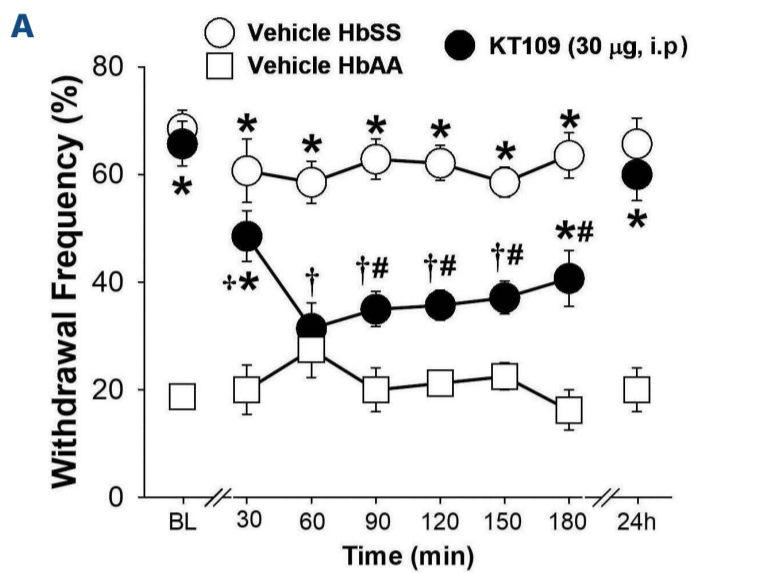 A
Vehicle HbSS
Vehicle HbAA
KT109 (30 µg, i.p)
Withdrawal Frequency (%)
80
60
40
20
0
* * * * * * * *
‡* † †# †# †# *#
BL 30 60 90 120 150 180 24h
Time (min)